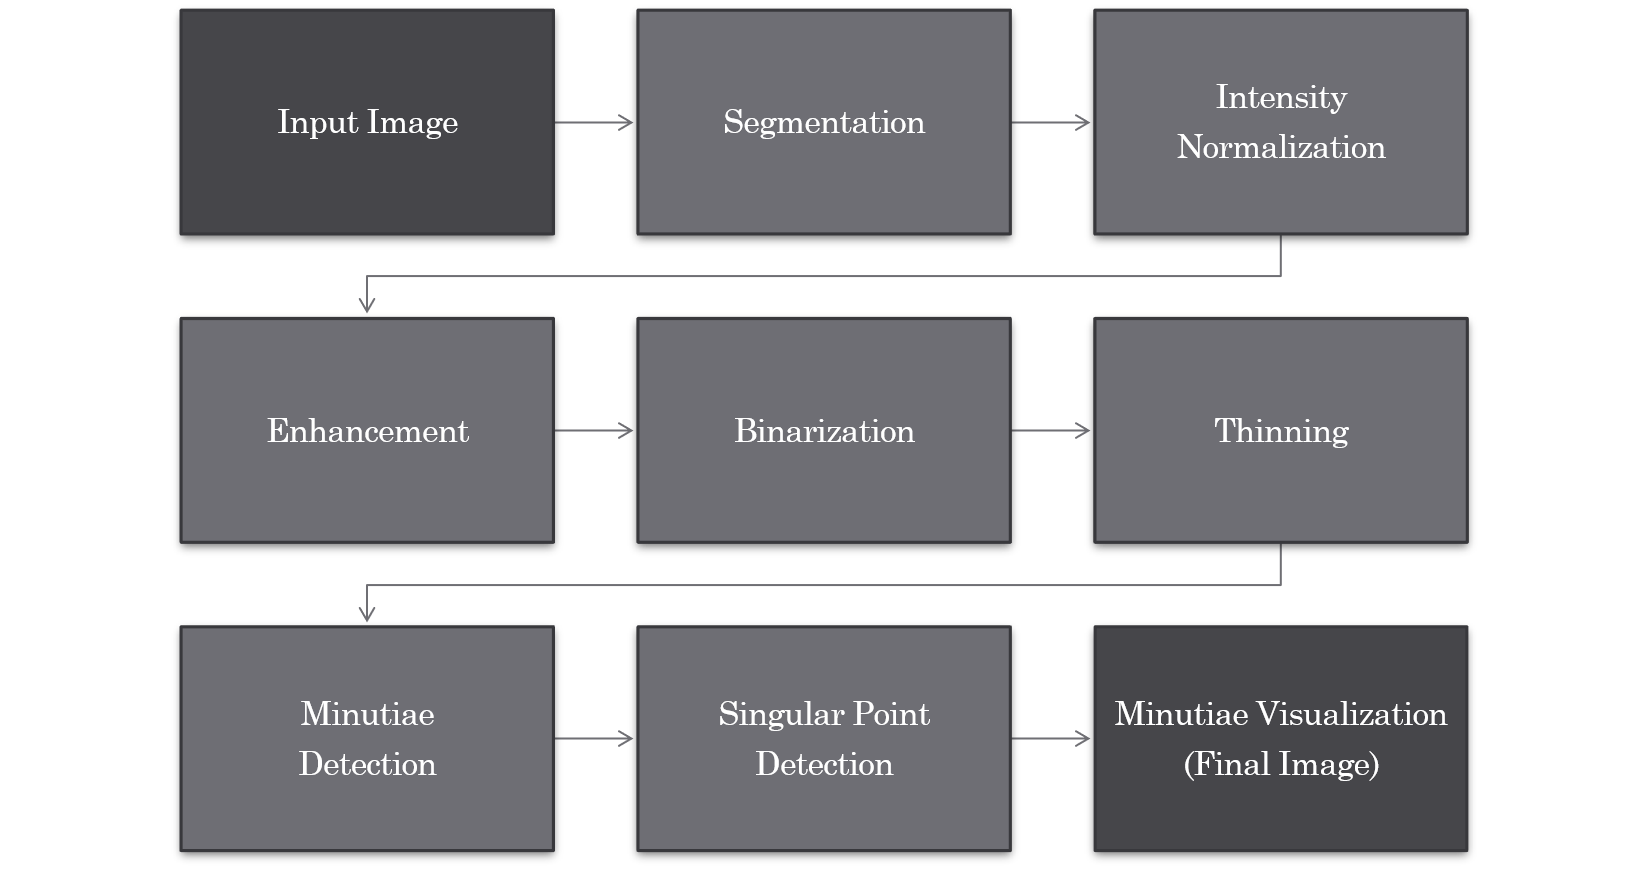 Input Image
Segmentation
Intensity
Normalization
Enhancement
Binarization
Thinning
Minutiae
Detection
Singular Point
Detection
Minutiae Visualization
(Final Image)